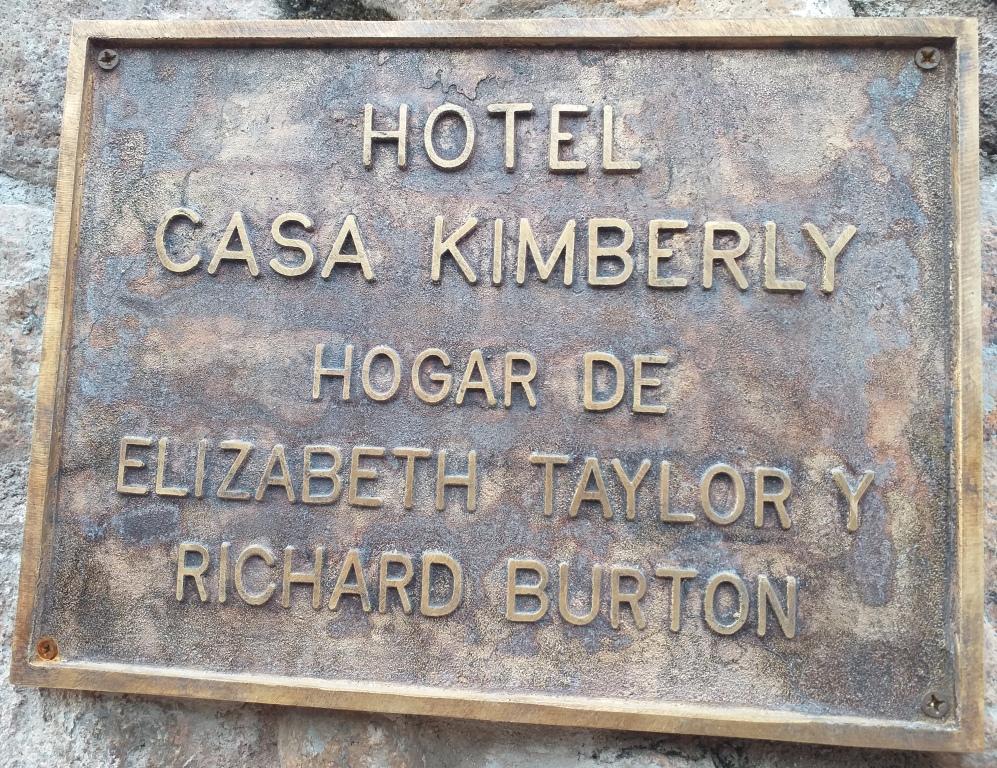 HOTEL
CASA KIMBERLY
HOGAR DE
ELIZABETH TAYLOR Y
RICHARD BURTON